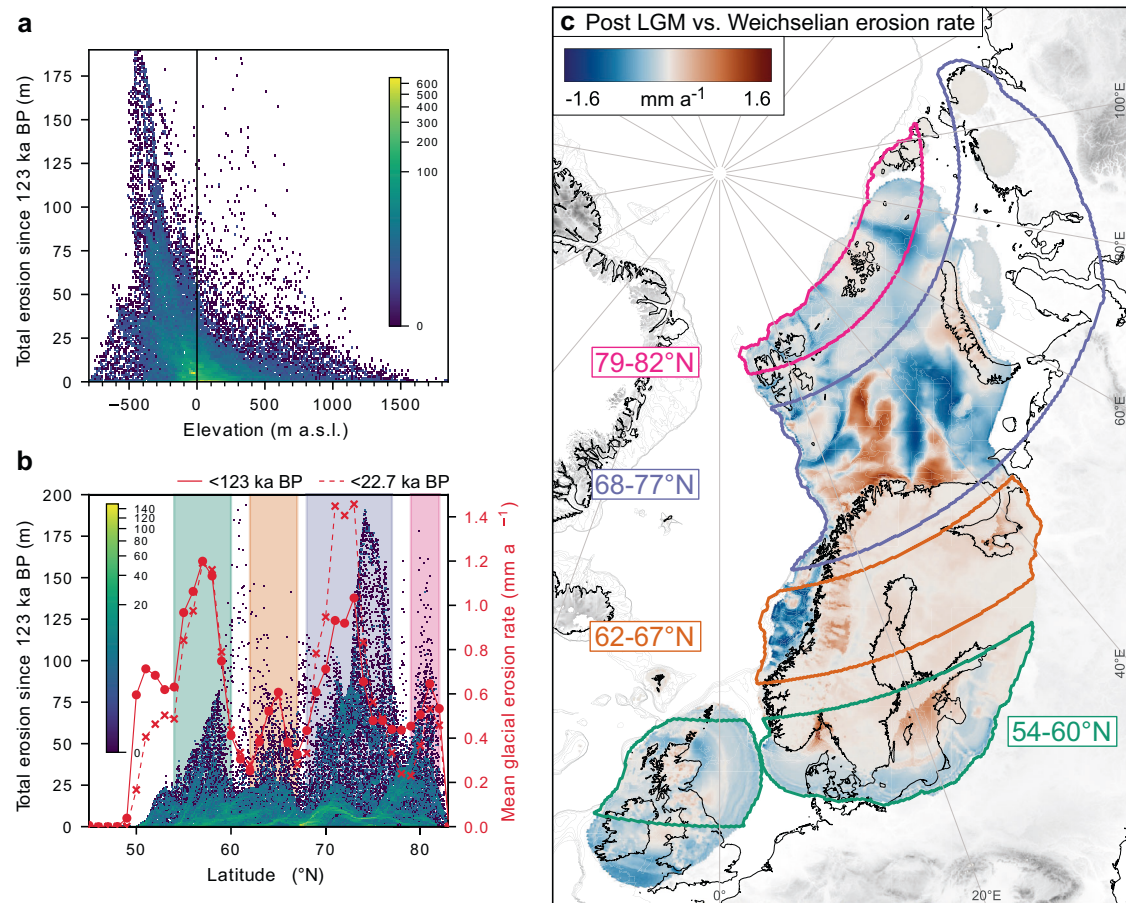 a
Total erosion since 123 ka BP (m)
175
150
125
100
75
50
25
0
600
500
400
300
200
100
0
−500
0
500
1000
1500
Elevation (m a.s.l.)
b
<123 ka BP
<22.7 ka BP
Total erosion since 123 ka BP (m)
200
175
150
125
100
75
50
25
0
140
120
100
80
60
40
20
0
1.4
1.2
1.0
0.8
0.6
0.4
0.2
0.0
Mean glacial erosion rate (mm a⁻¹)
50
60
70
80
Latitude (°N)
c Post LGM vs. Weichselian erosion rate
-1.6 mm a⁻¹ 1.6
100°E
80°E
60°E
40°E
20°E
0°
79-82°N
68-77°N
62-67°N
54-60°N